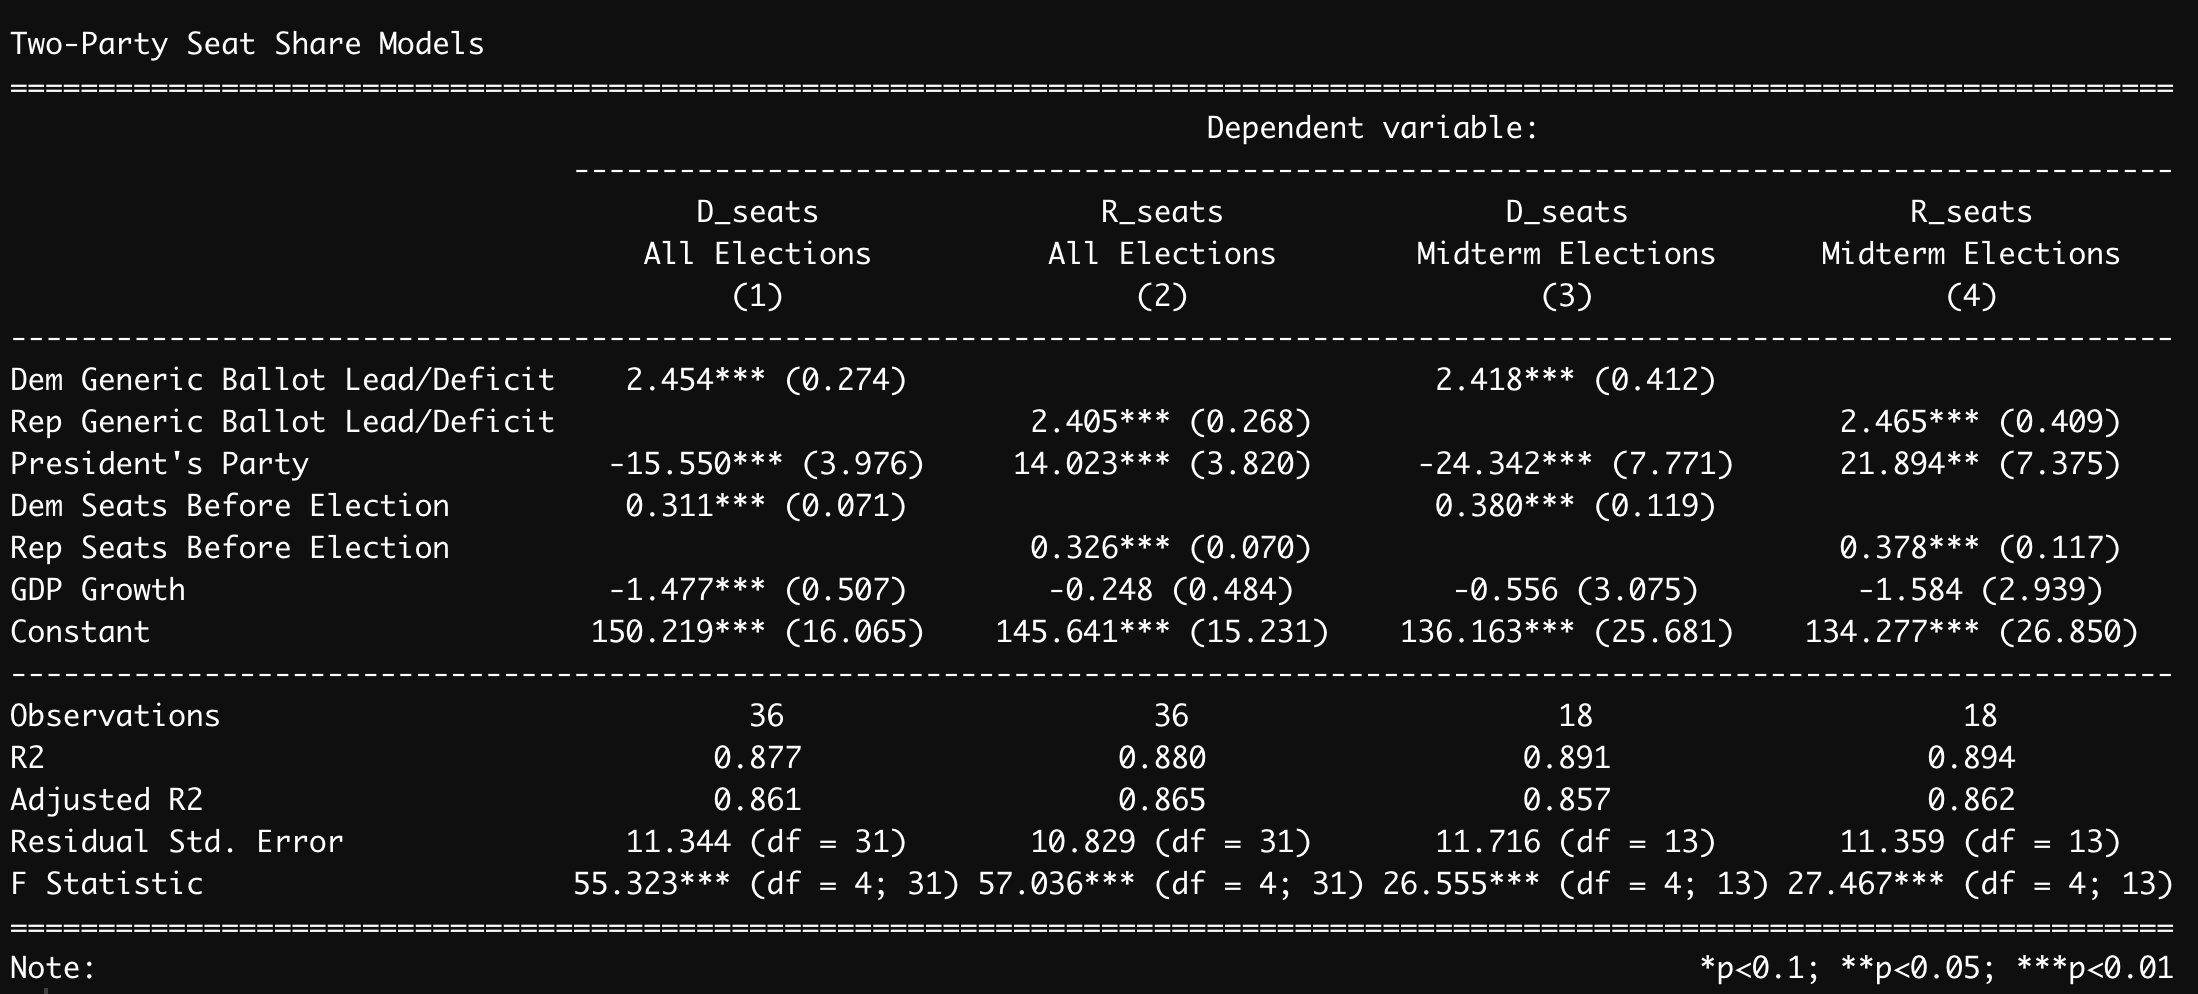 Two-Party Seat Share Models
===========================================================================================================================
Dependent variable:
-------------------------------------------------------------------------------------------
D_seats R_seats D_seats R_seats
All Elections All Elections Midterm Elections Midterm Elections
(1) (2) (3) (4)
---------------------------------------------------------------------------------------------------------------------------
Dem Generic Ballot Lead/Deficit 2.454*** (0.274) 2.418*** (0.412)
Rep Generic Ballot Lead/Deficit 2.405*** (0.268) 2.465*** (0.409)
President's Party -15.550*** (3.976) 14.023*** (3.820) -24.342*** (7.771) 21.894** (7.375)
Dem Seats Before Election 0.311*** (0.071) 0.380*** (0.119)
Rep Seats Before Election 0.326*** (0.070) 0.378*** (0.117)
GDP Growth -1.477*** (0.507) -0.248 (0.484) -0.556 (3.075) -1.584 (2.939)
Constant 150.219*** (16.065) 145.641*** (15.231) 136.163*** (25.681) 134.277*** (26.850)
---------------------------------------------------------------------------------------------------------------------------
Observations 36 36 18 18
R2 0.877 0.880 0.891 0.894
Adjusted R2 0.861 0.865 0.857 0.862
Residual Std. Error 11.344 (df = 31) 10.829 (df = 31) 11.716 (df = 13) 11.359 (df = 13)
F Statistic 55.323*** (df = 4; 31) 57.036*** (df = 4; 31) 26.555*** (df = 4; 13) 27.467*** (df = 4; 13)
===========================================================================================================================
Note: *p<0.1; **p<0.05; ***p<0.01